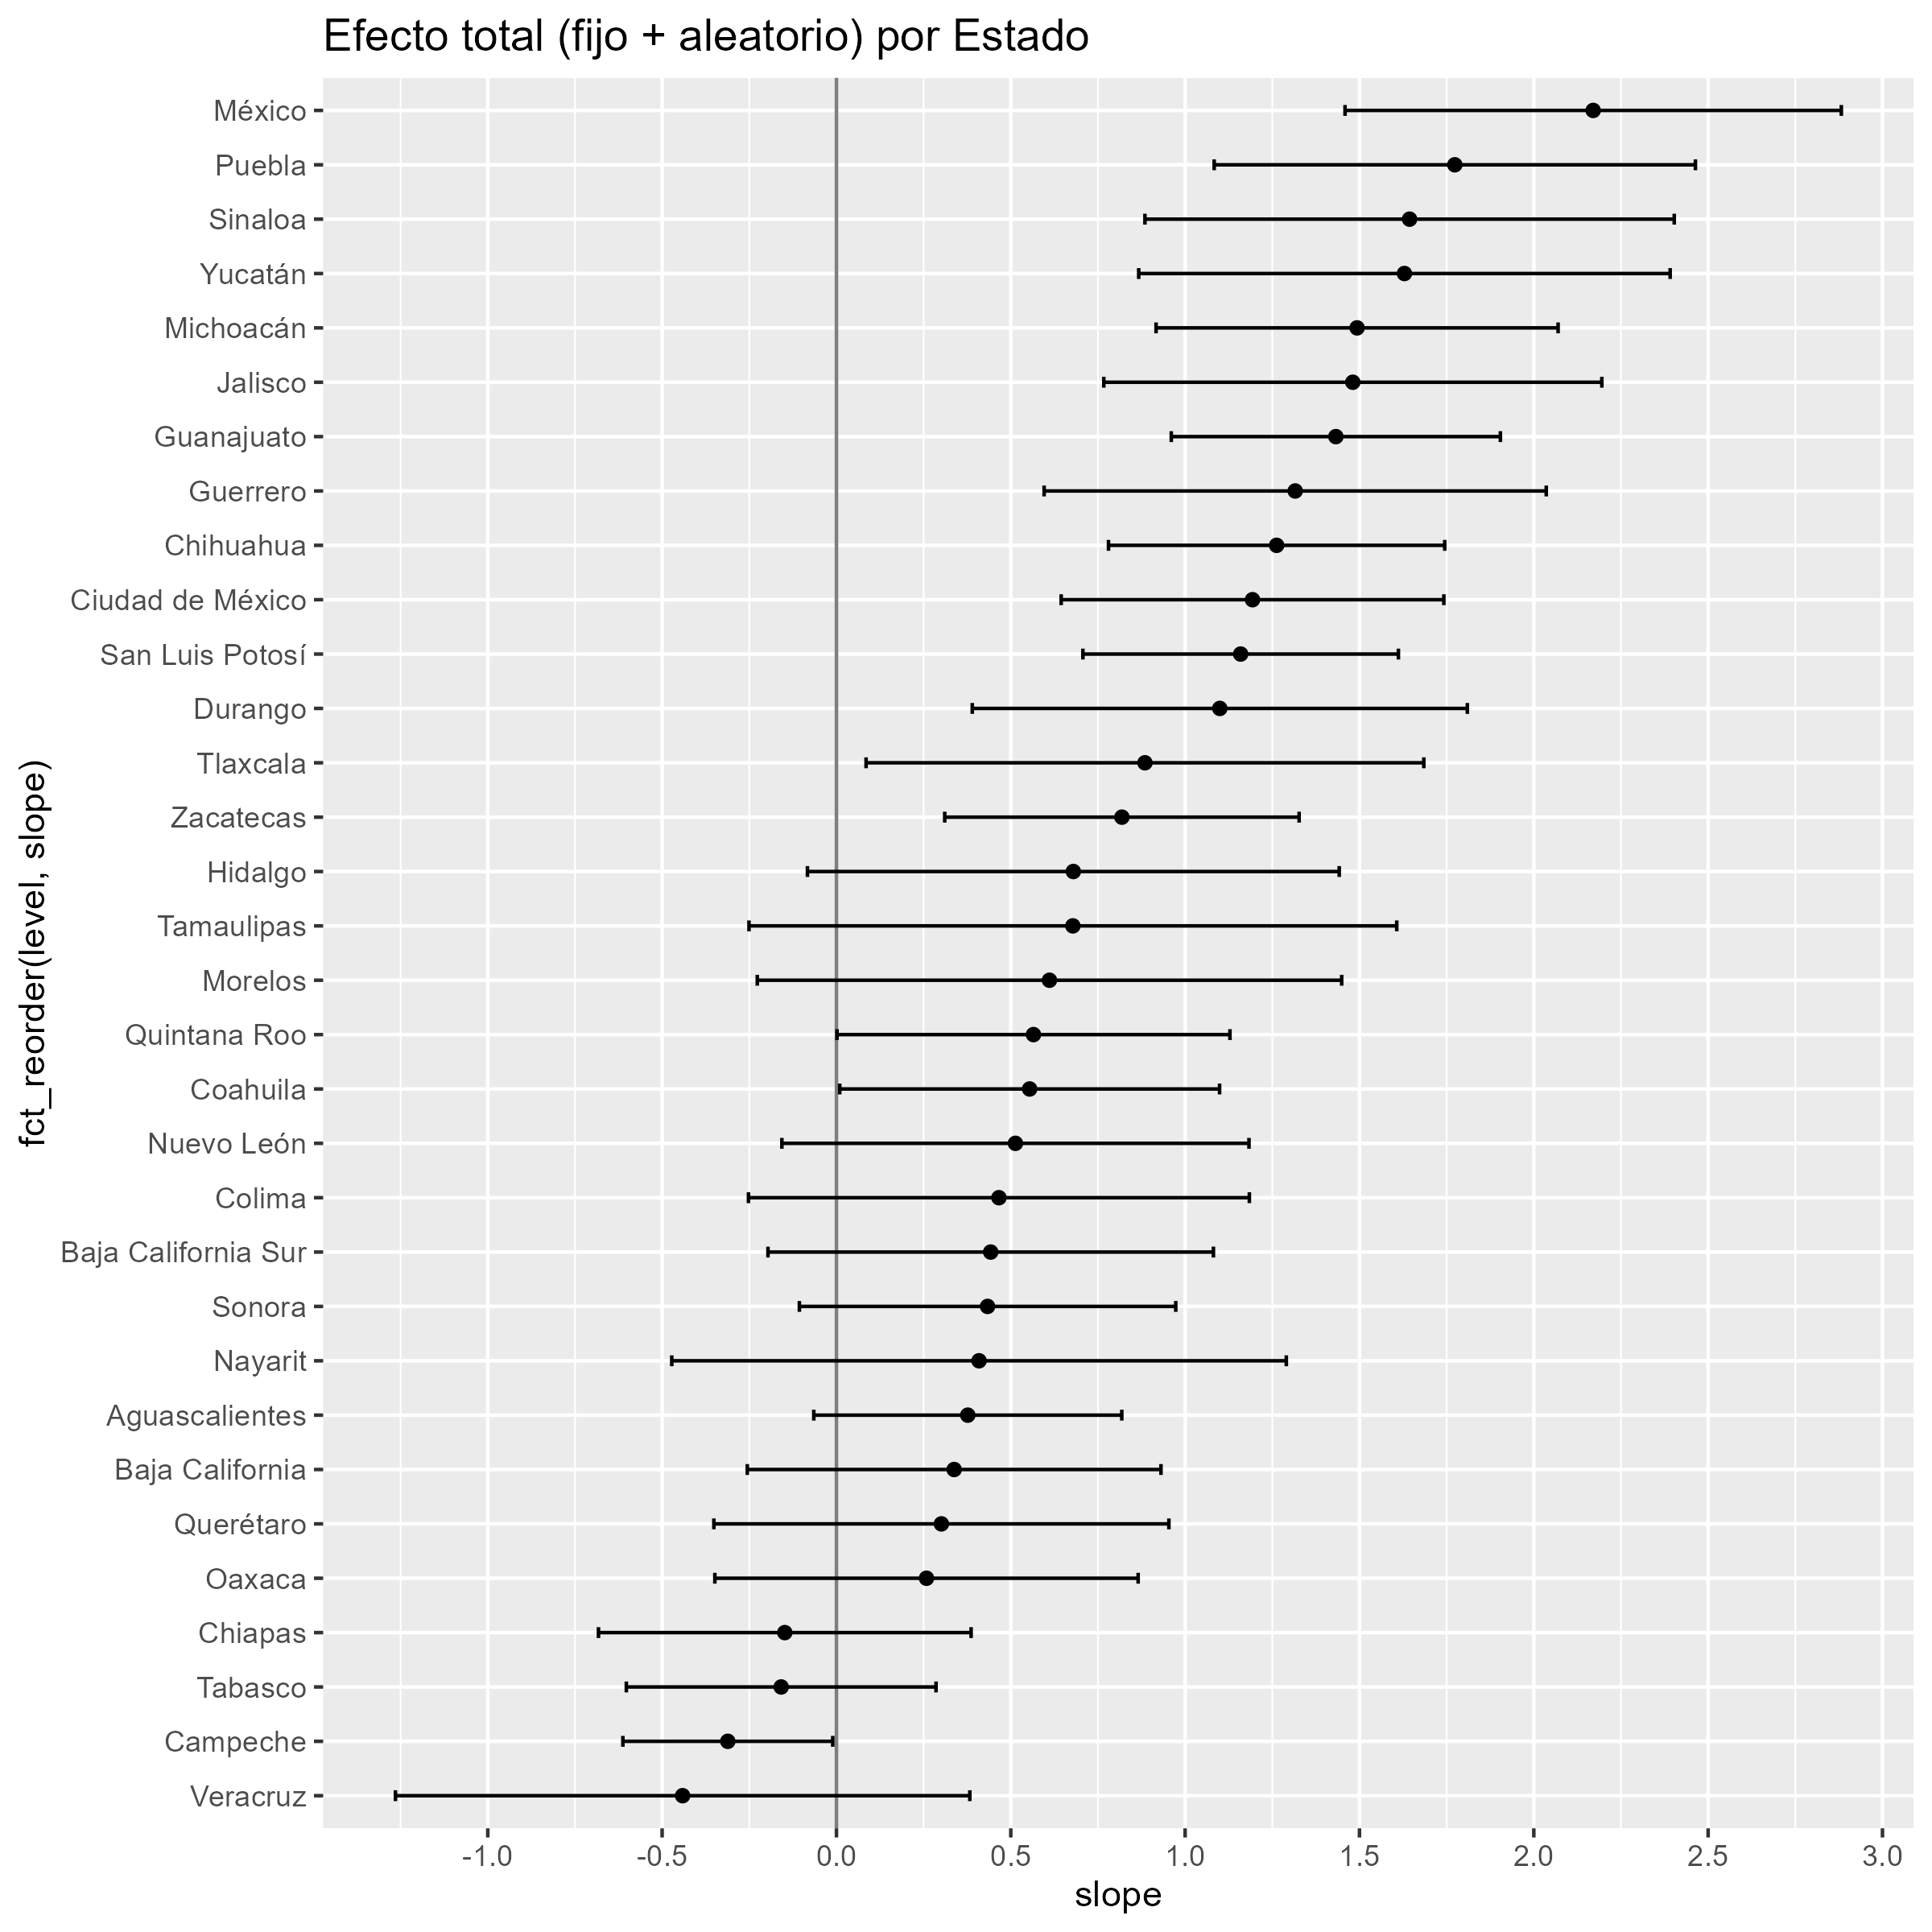 Efecto total (fijo + aleatorio) por Estado
México
Puebla
Sinaloa
Yucatán
Michoacán
Jalisco
Guanajuato
Guerrero
Chihuahua
Ciudad de México
San Luis Potosí
Durango
Tlaxcala
Zacatecas
Hidalgo
Tamaulipas
Morelos
Quintana Roo
Coahuila
Nuevo León
Colima
Baja California Sur
Sonora
Nayarit
Aguascalientes
Baja California
Querétaro
Oaxaca
Chiapas
Tabasco
Campeche
Veracruz
fct_reorder(level, slope)
-1.0 -0.5 0.0 0.5 1.0 1.5 2.0 2.5 3.0
slope